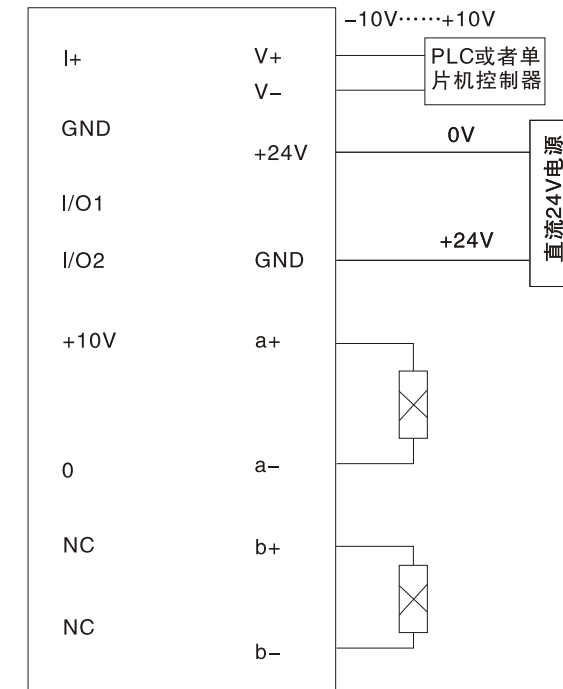 −10V······+10V
I+
V+
V−
PLC或者单
片机控制器
GND
+24V
0V
直流24V电源
I/O1
I/O2
GND
+24V
+10V
a+
0
a−
NC
b+
NC
b−